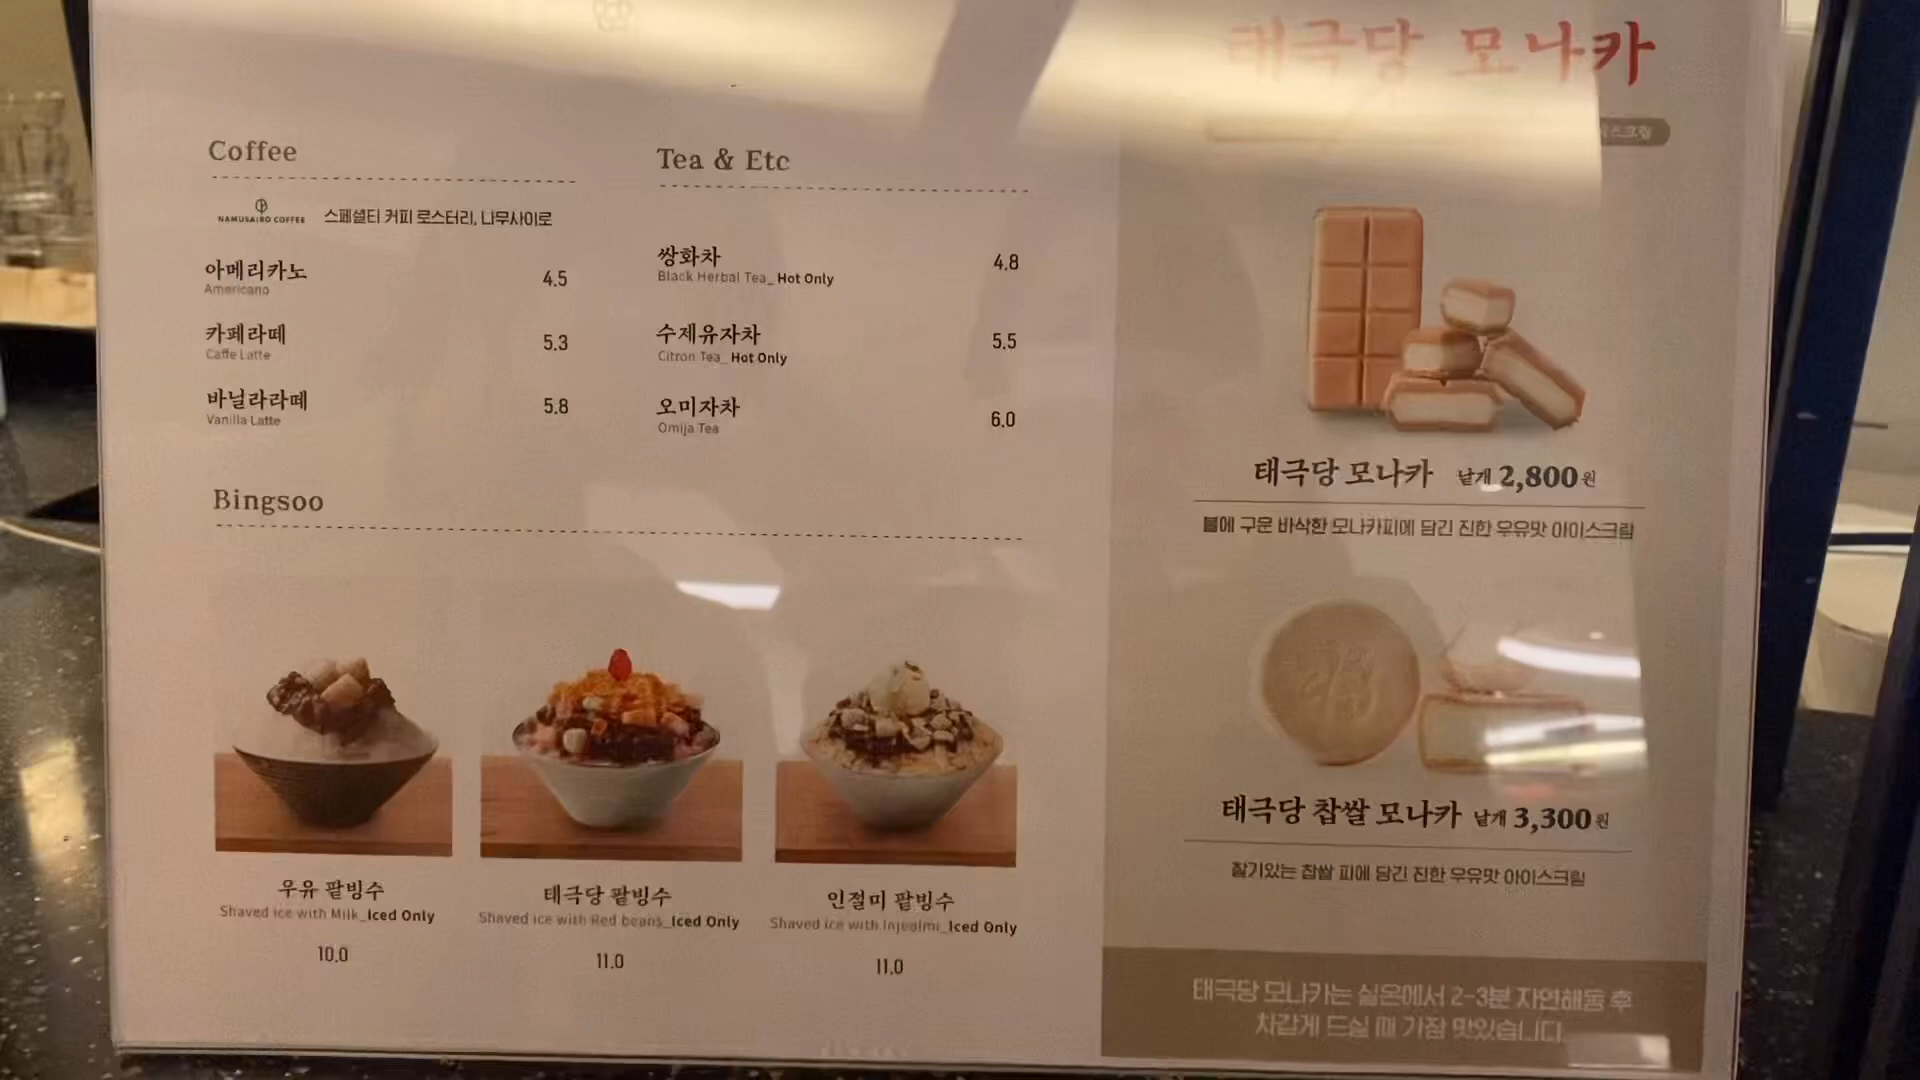 태극당 모나카
Coffee
NAMUSAIRO COFFEE 스페셜티 커피 로스터리, 나무사이로
아메리카노 4.5
Americano
카페라떼 5.3
Caffe Latte
바닐라라떼 5.8
Vanilla Latte
Tea & Etc
쌍화차 4.8
Black Herbal Tea_ Hot Only
수제유자차 5.5
Citron Tea_ Hot Only
오미자차 6.0
Omija Tea
Bingsoo
우유 팥빙수
Shaved ice with Milk_Iced Only
10.0
태극당 팥빙수
Shaved ice with Red beans_Iced Only
11.0
인절미 팥빙수
Shaved ice with Injeolmi_Iced Only
11.0
태극당 모나카 낱개 2,800원
불에 구운 바삭한 모나카피에 담긴 진한 우유맛 아이스크림
태극당 찹쌀 모나카 낱개 3,300원
찰기있는 찹쌀 피에 담긴 진한 우유맛 아이스크림
태극당 모나카는 실온에서 2-3분 자연해동 후
차갑게 드실 때 가장 맛있습니다.